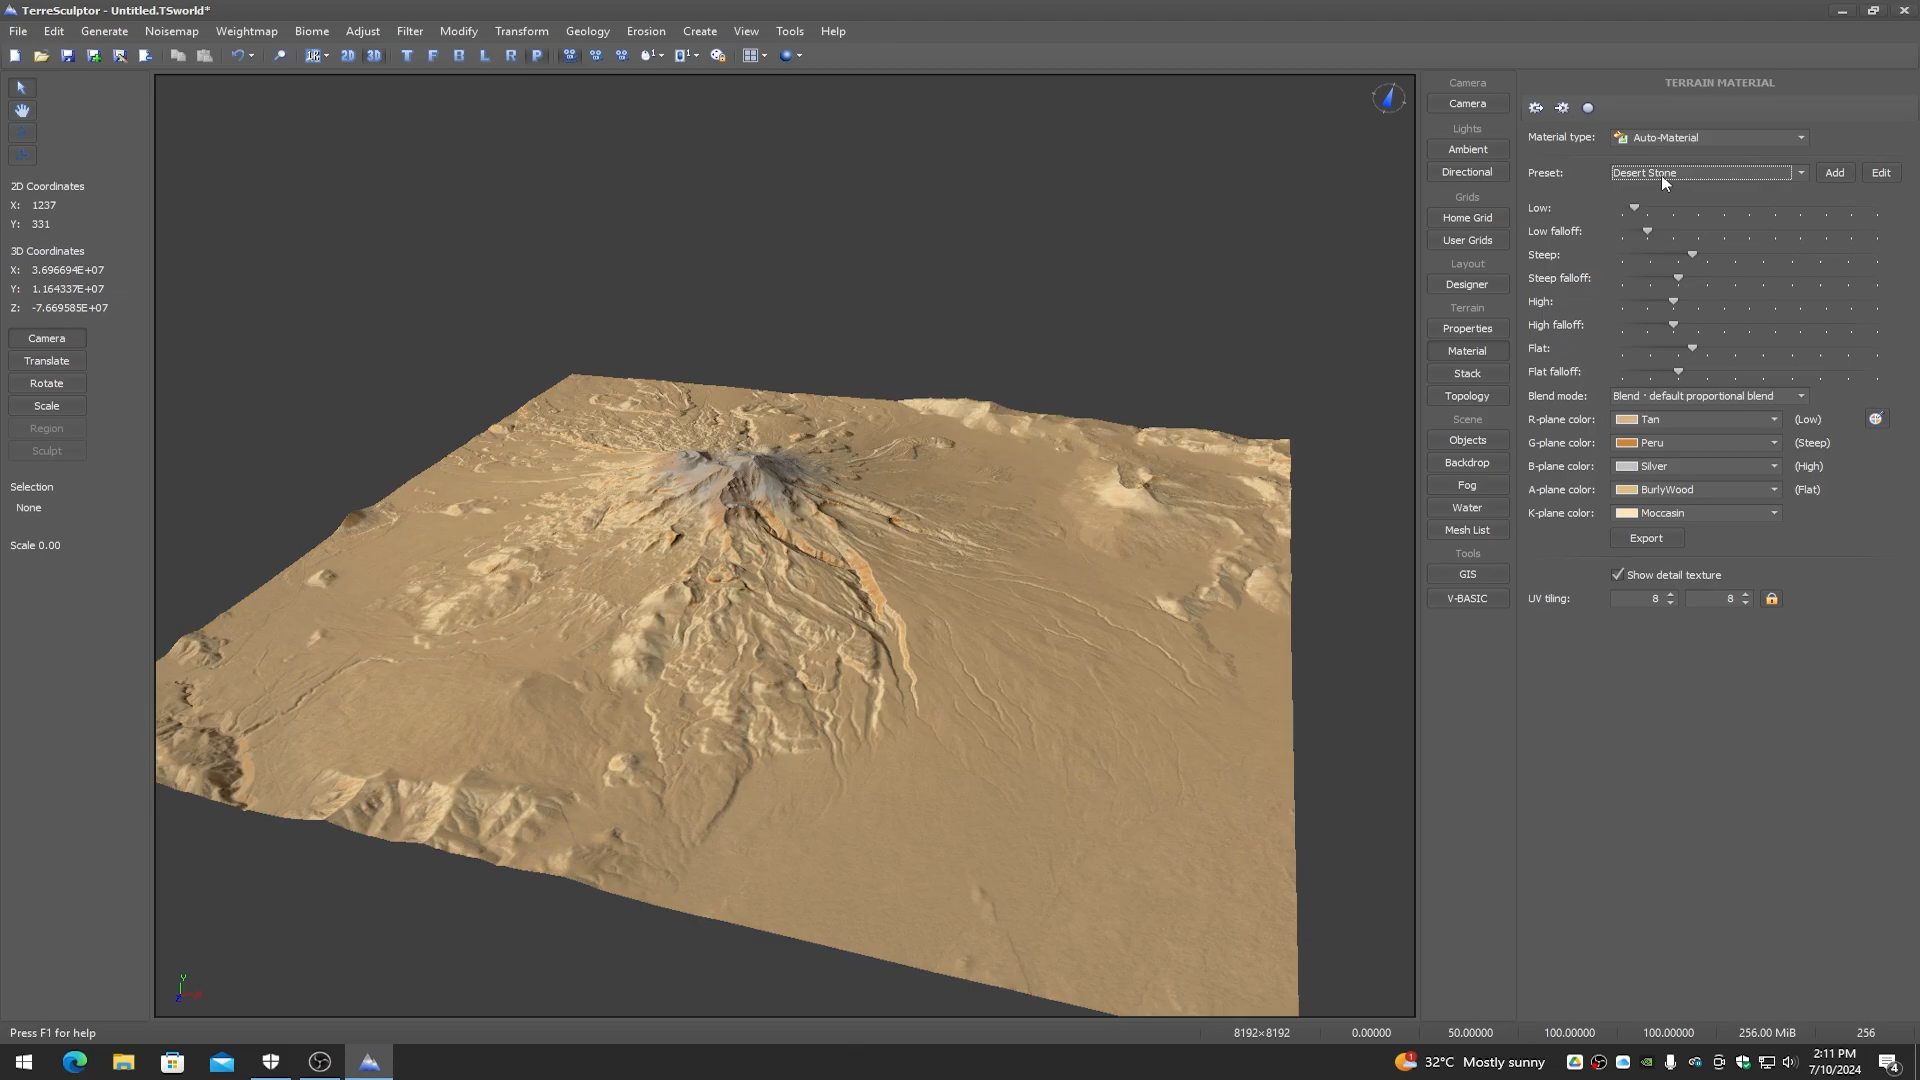 TerreSculptor - Untitled.TSworld*
File Edit Generate Noisemap Weightmap Biome Adjust Filter Modify Transform Geology Erosion Create View Tools Help
2D 3D T F B L R P
2D Coordinates
X: 1237
Y: 331
3D Coordinates
X: 3.696694E+07
Y: 1.164337E+07
Z: -7.669585E+07
Camera
Translate
Rotate
Scale
Region
Sculpt
Selection
None
Scale 0.00
Camera
Camera
Lights
Ambient
Directional
Grids
Home Grid
User Grids
Layout
Designer
Terrain
Properties
Material
Stack
Topology
Scene
Objects
Backdrop
Fog
Water
Mesh List
Tools
GIS
V-BASIC
TERRAIN MATERIAL
Material type: Auto-Material
Preset: Desert Stone Add Edit
Low:
Low falloff:
Steep:
Steep falloff:
High:
High falloff:
Flat:
Flat falloff:
Blend mode: Blend · default proportional blend
R-plane color: Tan (Low)
G-plane color: Peru (Steep)
B-plane color: Silver (High)
A-plane color: BurlyWood (Flat)
K-plane color: Moccasin
Export
Show detail texture
UV tiling: 8 8
Y
Press F1 for help 8192×8192 0.00000 50.00000 100.00000 100.00000 256.00 MiB 256
1 32°C Mostly sunny 2:11 PM
7/10/2024 4